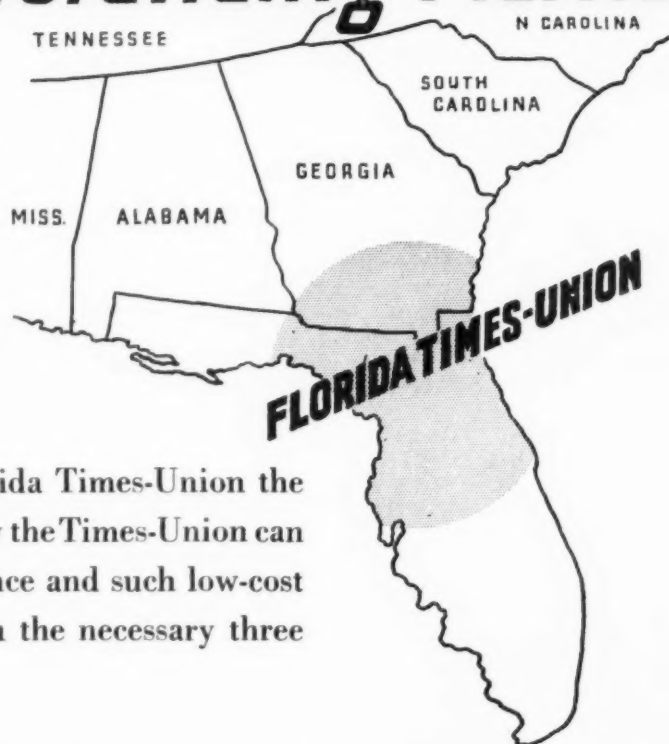 TENNESSEE
N CAROLINA
SOUTH
CAROLINA
GEORGIA
MISS.
ALABAMA
FLORIDA TIMES-UNION
ida Times-Union the
the Times-Union can
nce and such low-cost
the necessary three